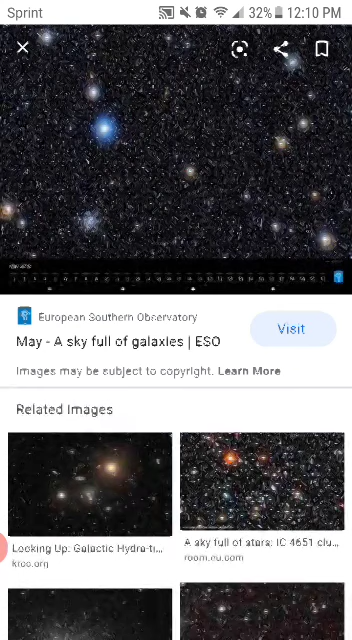 Sprint 32% 12:10 PM
European Southern Observatory
May - A sky full of galaxies | ESO
Visit
Images may be subject to copyright. Learn More
Related Images
Looking Up: Galactic Hydra-ti...
kroo.org
A sky full of stars: IC 4651 clu...
room.eu.com